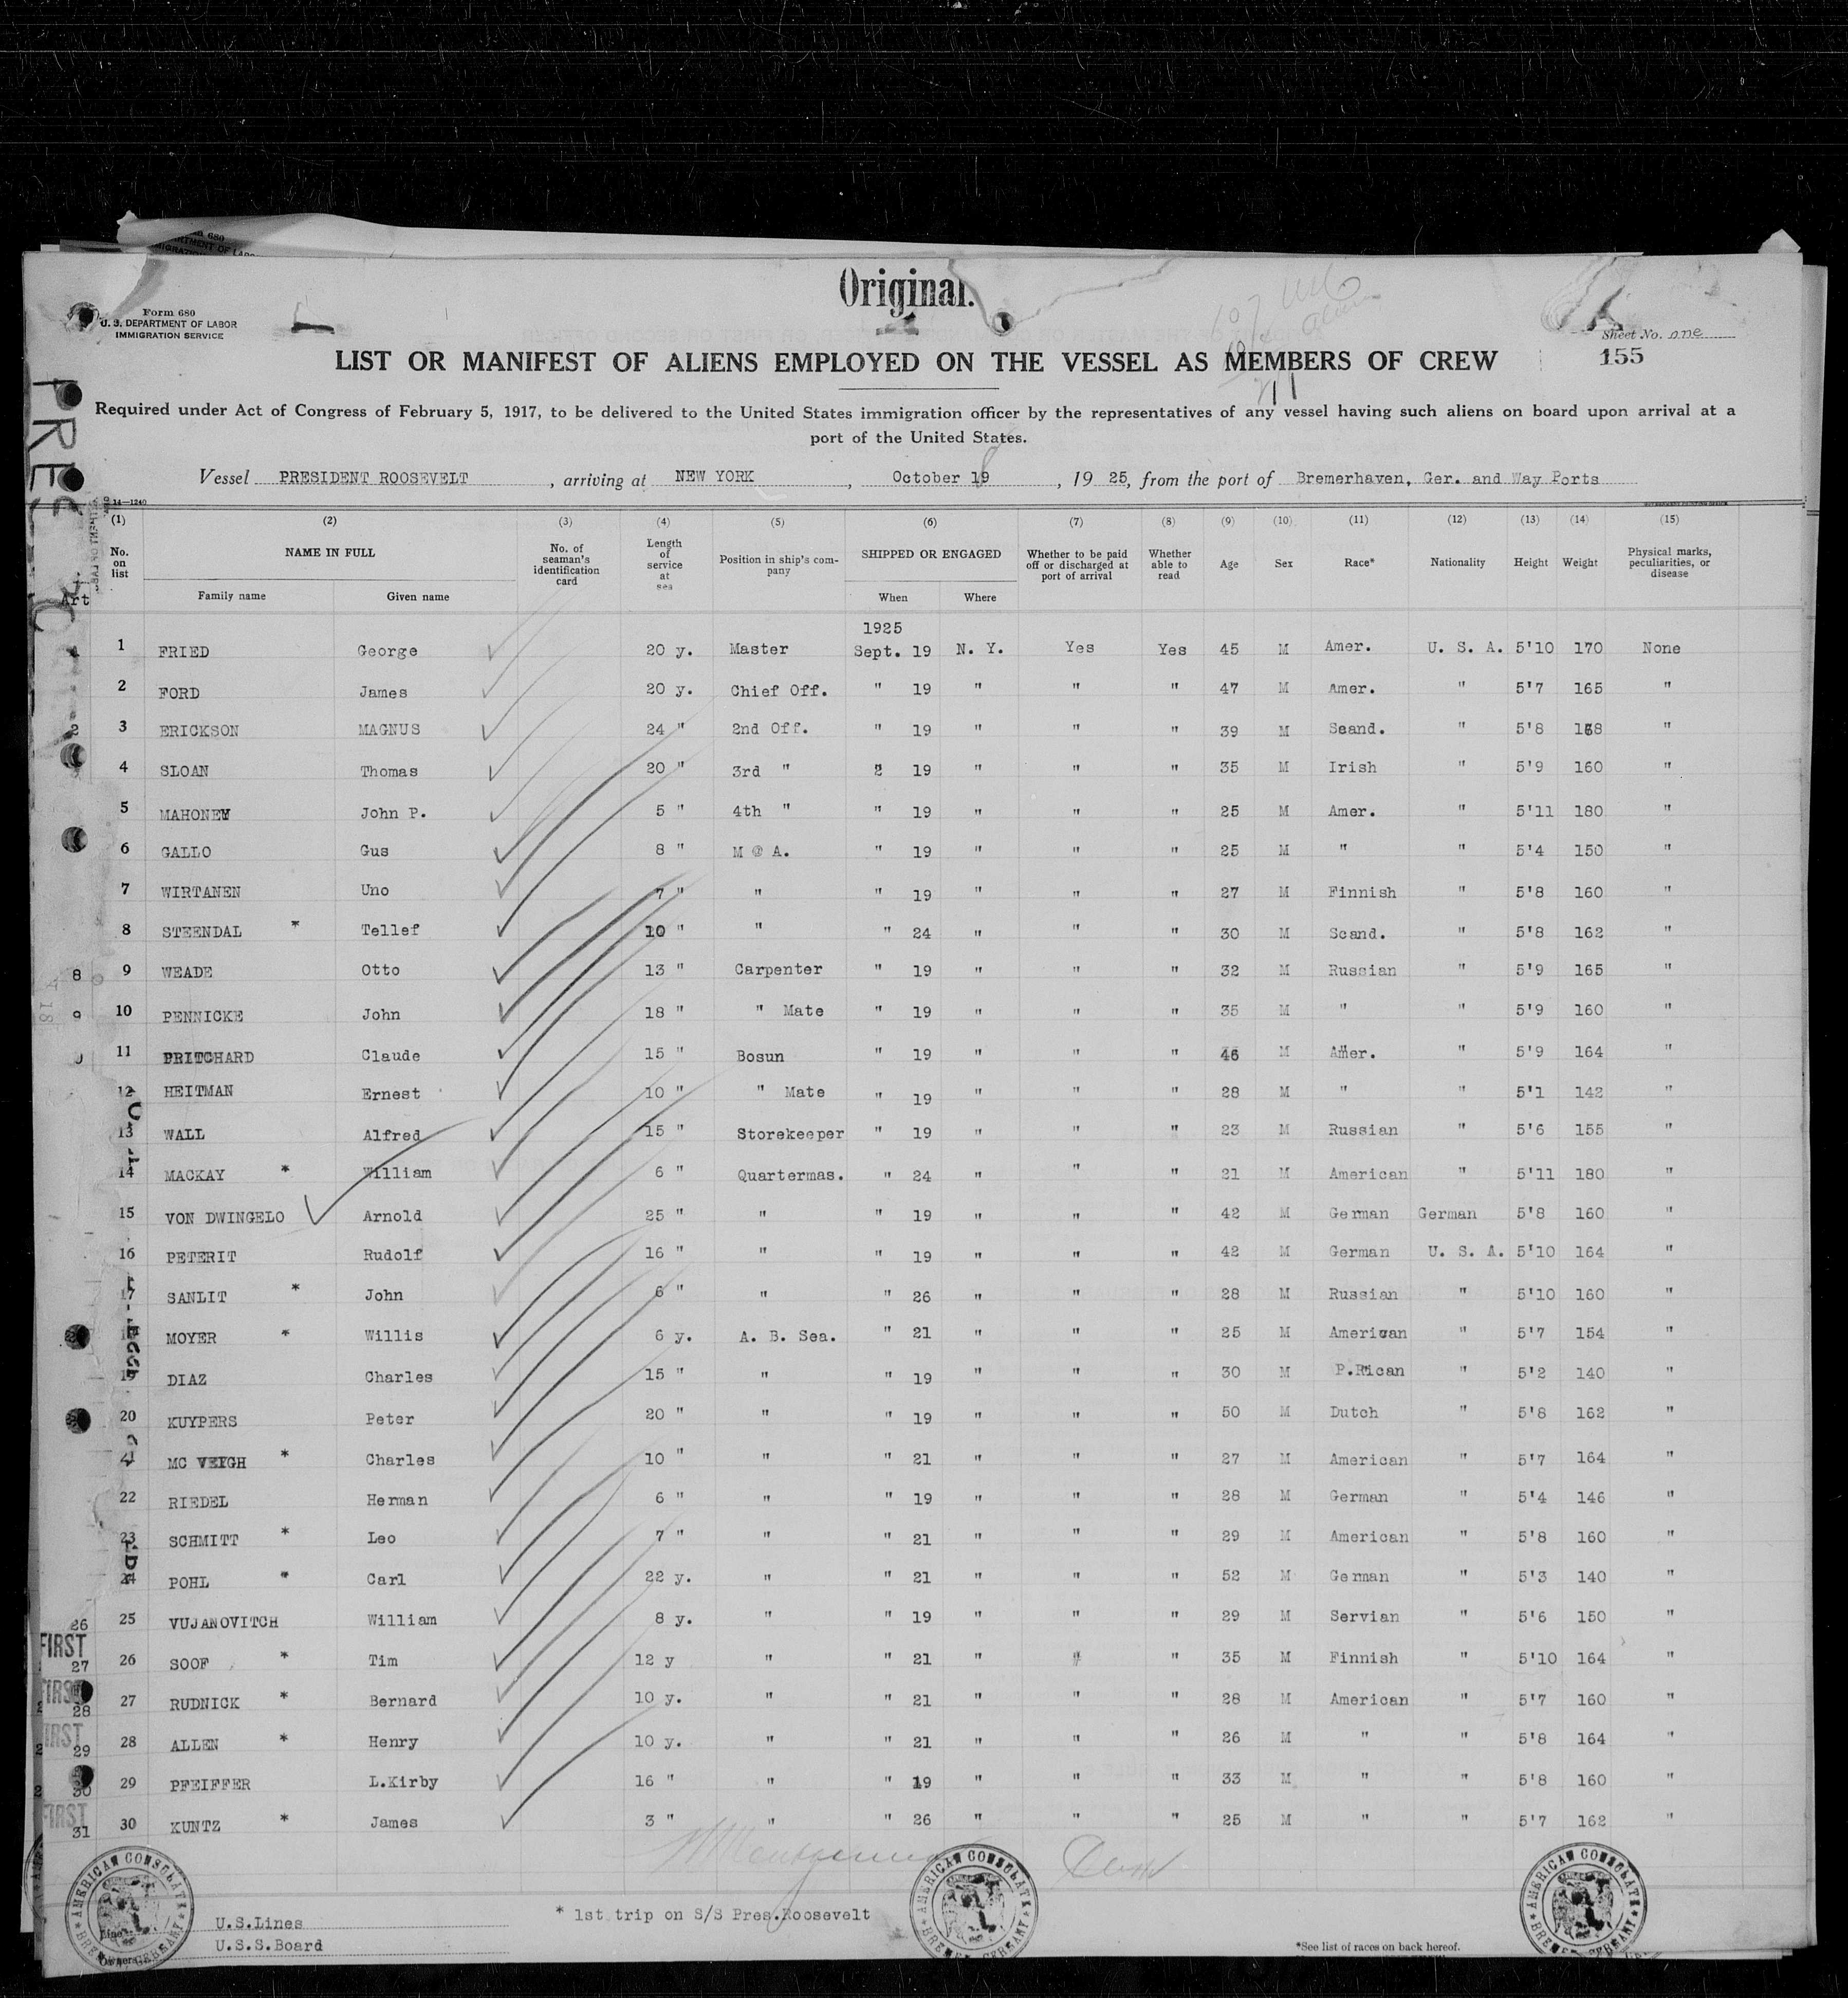 Original.
Form 680
U. S. DEPARTMENT OF LABOR
IMMIGRATION SERVICE
Sheet No. one
155
LIST OR MANIFEST OF ALIENS EMPLOYED ON THE VESSEL AS MEMBERS OF CREW
Required under Act of Congress of February 5, 1917, to be delivered to the United States immigration officer by the representatives of any vessel having such aliens on board upon arrival at a
port of the United States.
Vessel PRESIDENT ROOSEVELT, arriving at NEW YORK, October 19, 1925, from the port of Bremerhaven, Ger. and Way Ports
14—1240
(1) (2) (3) (4) (5) (6) (7) (8) (9) (10) (11) (12) (13) (14) (15)
No. on list NAME IN FULL No. of seaman's identification card Length of service at sea Position in ship's company SHIPPED OR ENGAGED Whether to be paid off or discharged at port of arrival Whether able to read Age Sex Race* Nationality Height Weight Physical marks, peculiarities, or disease
Family name Given name When Where
1925
1 FRIED George 20 y. Master Sept. 19 N. Y. Yes Yes 45 M Amer. U. S. A. 5'10 170 None
2 FORD James 20 y. Chief Off. " 19 " " " 47 M Amer. " 5'7 165 "
3 ERICKSON MAGNUS 24 " 2nd Off. " 19 " " " 39 M Scand. " 5'8 "
4 SLOAN Thomas 20 " 3rd " 2 19 " " " 35 M Irish " 5'9 160 "
5 MAHONEY John P. 5 " 4th " " 19 " " " 25 M Amer. " 5'11 180 "
6 GALLO Gus 8 " M @ A. " 19 " " " 25 M " " 5'4 150 "
7 WIRTANEN Uno 7 " " " 19 " " " 27 M Finnish " 5'8 160 "
8 STEENDAL * Tellef 10 " " " 24 " " " 30 M Scand. " 5'8 162 "
9 WEADE Otto 13 " Carpenter " 19 " " " 32 M Russian " 5'9 165 "
10 PENNICKE John 18 " " Mate " 19 " " " 35 M " " 5'9 160 "
11 PRITCHARD Claude 15 " Bosun " 19 " " " 46 M Amer. " 5'9 164 "
12 HEITMAN Ernest 10 " " Mate " 19 " " " 28 M " " 5'1 142 "
13 WALL Alfred 15 " Storekeeper " 19 " " " 23 M Russian " 5'6 155 "
14 MACKAY * William 6 " Quartermas. " 24 " " " 21 M American " 5'11 180 "
15 VON DWINGELO Arnold 25 " " " 19 " " " 42 M German German 5'8 160 "
16 PETERIT Rudolf 16 " " " 19 " " " 42 M German U. S. A. 5'10 164 "
17 SANLIT * John 6 " " " 26 " " " 28 M Russian " 5'10 160 "
MOYER * Willis 6 y. A. B. Sea. " 21 " " " 25 M American " 5'7 154 "
19 DIAZ Charles 15 " " " 19 " " " 30 M P.Rican " 5'2 140 "
20 KUYPERS Peter 20 " " " 19 " " " 50 M Dutch " 5'8 162 "
21 MC VEIGH * Charles 10 " " " 21 " " " 27 M American " 5'7 164 "
22 RIEDEL Herman 6 " " " 19 " " " 28 M German " 5'4 146 "
23 SCHMITT * Leo 7 " " " 21 " " " 29 M American " 5'8 160 "
24 POHL * Carl 22 y. " " 21 " " " 52 M German " 5'3 140 "
25 VUJANOVITCH William 8 y. " " 19 " " " 29 M Servian " 5'6 150 "
26 SOOF * Tim 12 y " " 21 " " " 35 M Finnish " 5'10 164 "
27 RUDNICK * Bernard 10 y. " " 21 " " " 28 M American " 5'7 160 "
28 ALLEN * Henry 10 y. " " 21 " " " 26 M " " 5'8 164 "
29 PFEIFFER L.Kirby 16 " " " 19 " " " 33 M " " 5'8 160 "
30 KUNTZ * James 3 " " " 26 " " " 25 M " " 5'7 162 "
U.S.Lines
U.S.S.Board
* 1st trip on S/S Pres.Roosevelt
*See list of races on back hereof.
AMERICAN CONSULATE
AMERICAN CONSULATE
AMERICAN CONSULATE
FIRST
FIRST
26
27
28
29
30
31
8
9